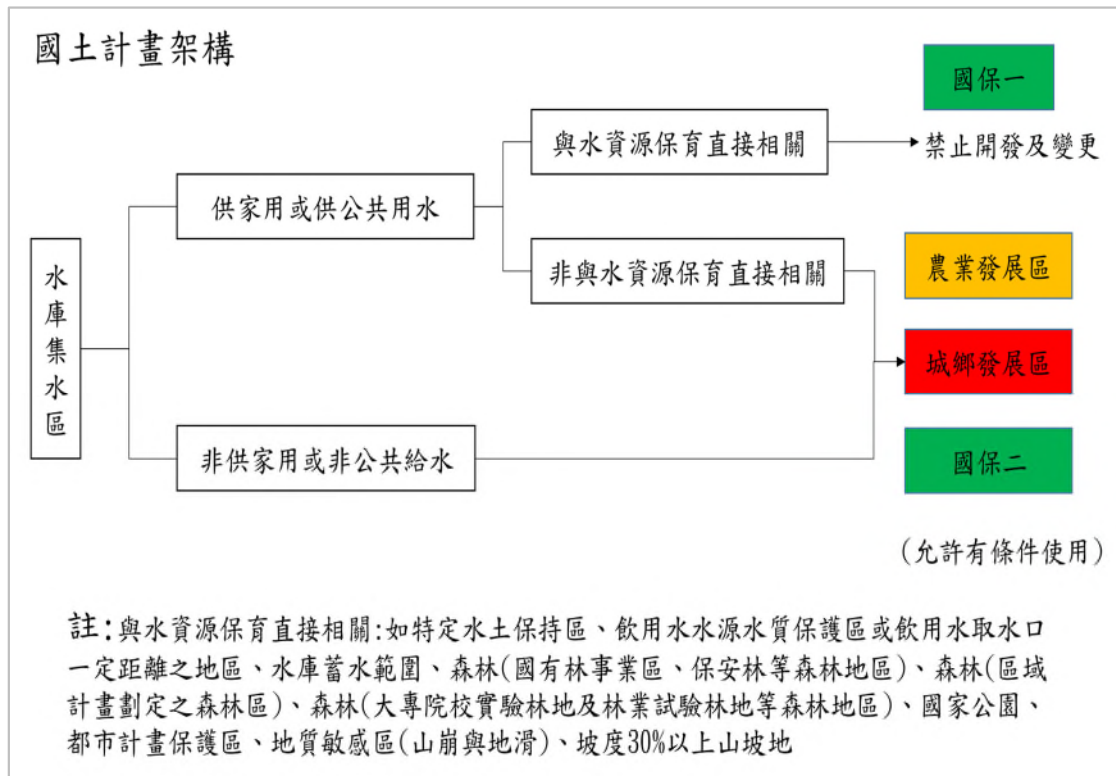 國土計畫架構
國保一
與水資源保育直接相關
禁止開發及變更
供家用或供公共用水
水庫集水區
非與水資源保育直接相關
農業發展區
城鄉發展區
非供家用或非公共給水
國保二
(允許有條件使用)
註:與水資源保育直接相關:如特定水土保持區、飲用水水源水質保護區或飲用水取水口
一定距離之地區、水庫蓄水範圍、森林(國有林事業區、保安林等森林地區)、森林(區域
計畫劃定之森林區)、森林(大專院校實驗林地及林業試驗林地等森林地區)、國家公園、
都市計畫保護區、地質敏感區(山崩與地滑)、坡度30%以上山坡地